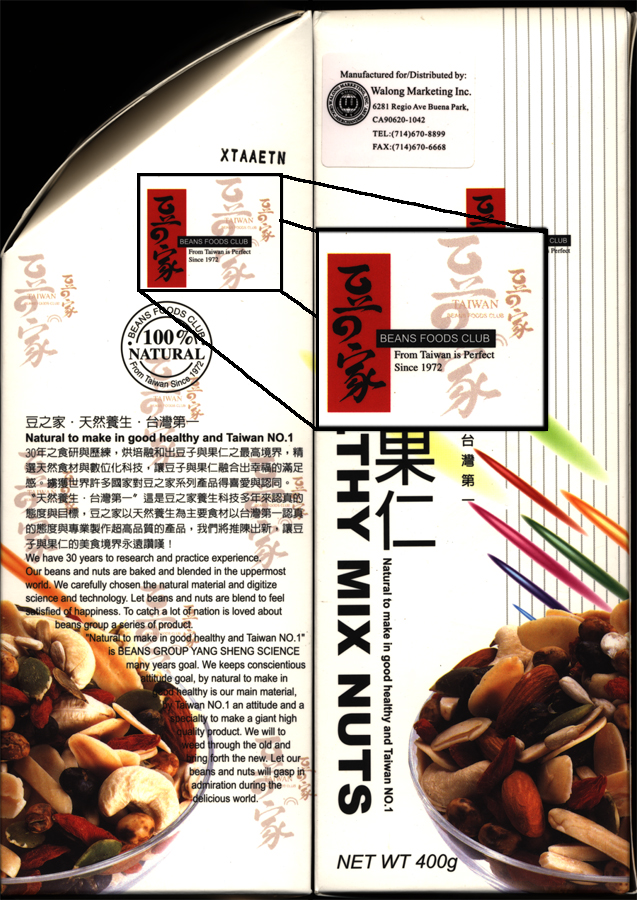 XTAAETN
豆之家
BEANS FOODS CLUB
From Taiwan is Perfect
Since 1972
TAIWAN
BEANS FOODS CLUB
100%
NATURAL
From Taiwan Since 1972
豆之家．天然養生．台灣第一
Natural to make in good healthy and Taiwan NO.1
30年之食研與歷練，烘培融和出豆子與果仁之最高境界，精
選天然食材與數位化科技，讓豆子與果仁融合出幸福的滿足
感。擄獲世界許多國家對豆之家系列產品得喜愛與認同。
“天然養生．台灣第一”這是豆之家養生科技多年來認真的
態度與目標，豆之家以天然養生為主要食材以台灣第一認真
的態度與專業製作超高品質的產品，我們將推陳出新，讓豆
子與果仁的美食境界永遠讚嘆！
We have 30 years to research and practice experience.
Our beans and nuts are baked and blended in the uppermost
world. We carefully chosen the natural material and digitize
science and technology. Let beans and nuts are blend to feel
satisfied of happiness. To catch a lot of nation is loved about
beans group a series of product.
"Natural to make in good healthy and Taiwan NO.1"
is BEANS GROUP YANG SHENG SCIENCE
many years goal. We keeps conscientious
attitude goal, by natural to make in
good healthy is our main material,
by Taiwan NO.1 an attitude and a
specialty to make a giant high
quality product. We will to
weed through the old and
bring forth the new. Let our
beans and nuts will gasp in
admiration during the
delicious world.
Manufactured for/Distributed by:
Walong Marketing Inc.
6281 Regio Ave Buena Park,
CA90620-1042
TEL:(714)670-8899
FAX:(714)670-6668
豆之家
BEANS FOODS CLUB
From Taiwan is Perfect
Since 1972
TAIWAN
BEANS FOODS CLUB
果仁
台灣第一
THY MIX NUTS
Natural to make in good healthy and Taiwan NO.1
NET WT 400g